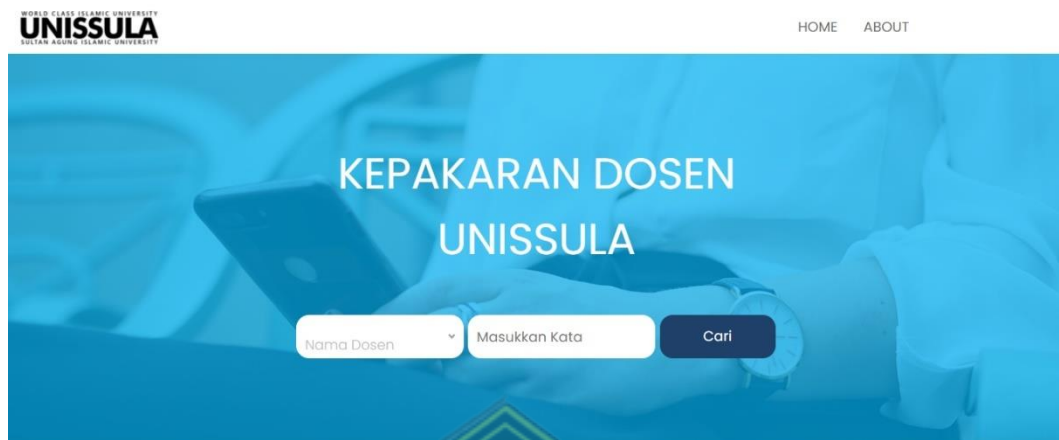 WORLD CLASS ISLAMIC UNIVERSITY
UNISSULA
SULTAN AGUNG ISLAMIC UNIVERSITY
HOME ABOUT
KEPAKARAN DOSEN
UNISSULA
Nama Dosen Masukkan Kata Cari